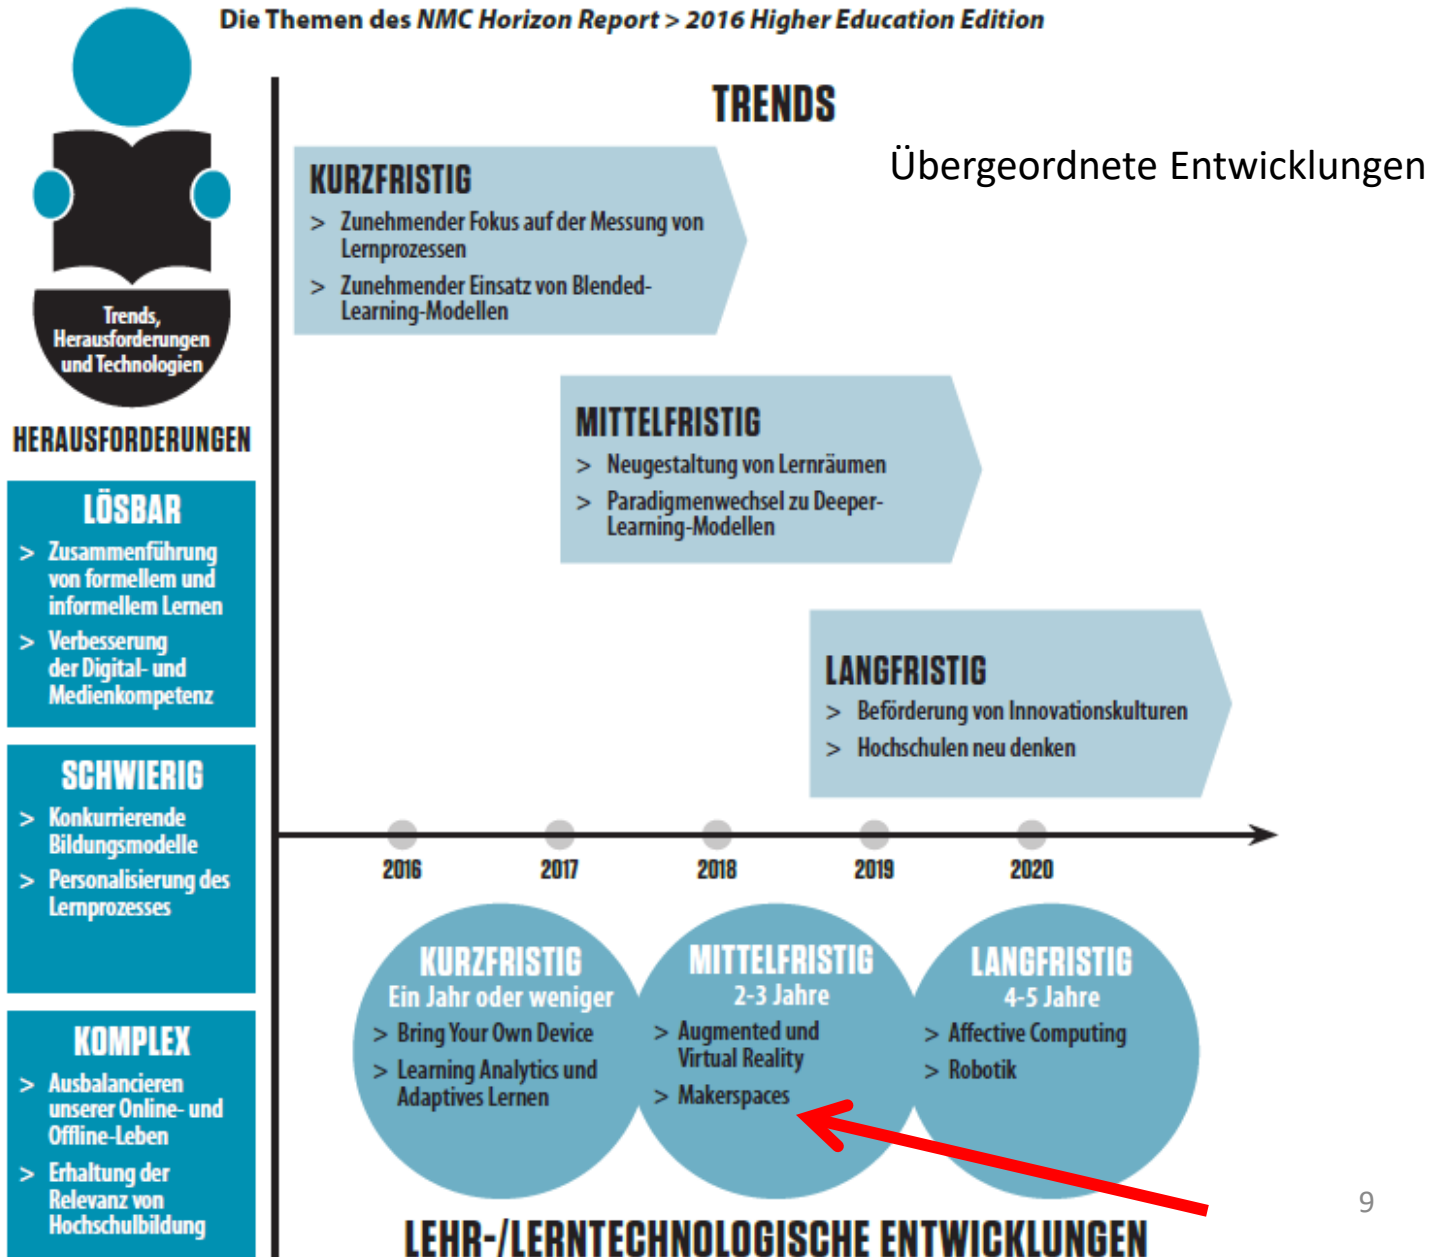 Die Themen des NMC Horizon Report > 2016 Higher Education Edition
TRENDS
Übergeordnete Entwicklungen
KURZFRISTIG
> Zunehmender Fokus auf der Messung von
Lernprozessen
> Zunehmender Einsatz von Blended-
Learning-Modellen
MITTELFRISTIG
> Neugestaltung von Lernräumen
> Paradigmenwechsel zu Deeper-
Learning-Modellen
LANGFRISTIG
> Beförderung von Innovationskulturen
> Hochschulen neu denken
Trends,
Herausforderungen
und Technologien
HERAUSFORDERUNGEN
LÖSBAR
> Zusammenführung
von formellem und
informellem Lernen
> Verbesserung
der Digital- und
Medienkompetenz
SCHWIERIG
> Konkurrierende
Bildungsmodelle
> Personalisierung des
Lernprozesses
KOMPLEX
> Ausbalancieren
unserer Online- und
Offline-Leben
> Erhaltung der
Relevanz von
Hochschulbildung
2016 2017 2018 2019 2020
KURZFRISTIG
Ein Jahr oder weniger
> Bring Your Own Device
> Learning Analytics und
Adaptives Lernen
MITTELFRISTIG
2-3 Jahre
> Augmented und
Virtual Reality
> Makerspaces
LANGFRISTIG
4-5 Jahre
> Affective Computing
> Robotik
LEHR-/LERNTECHNOLOGISCHE ENTWICKLUNGEN
9